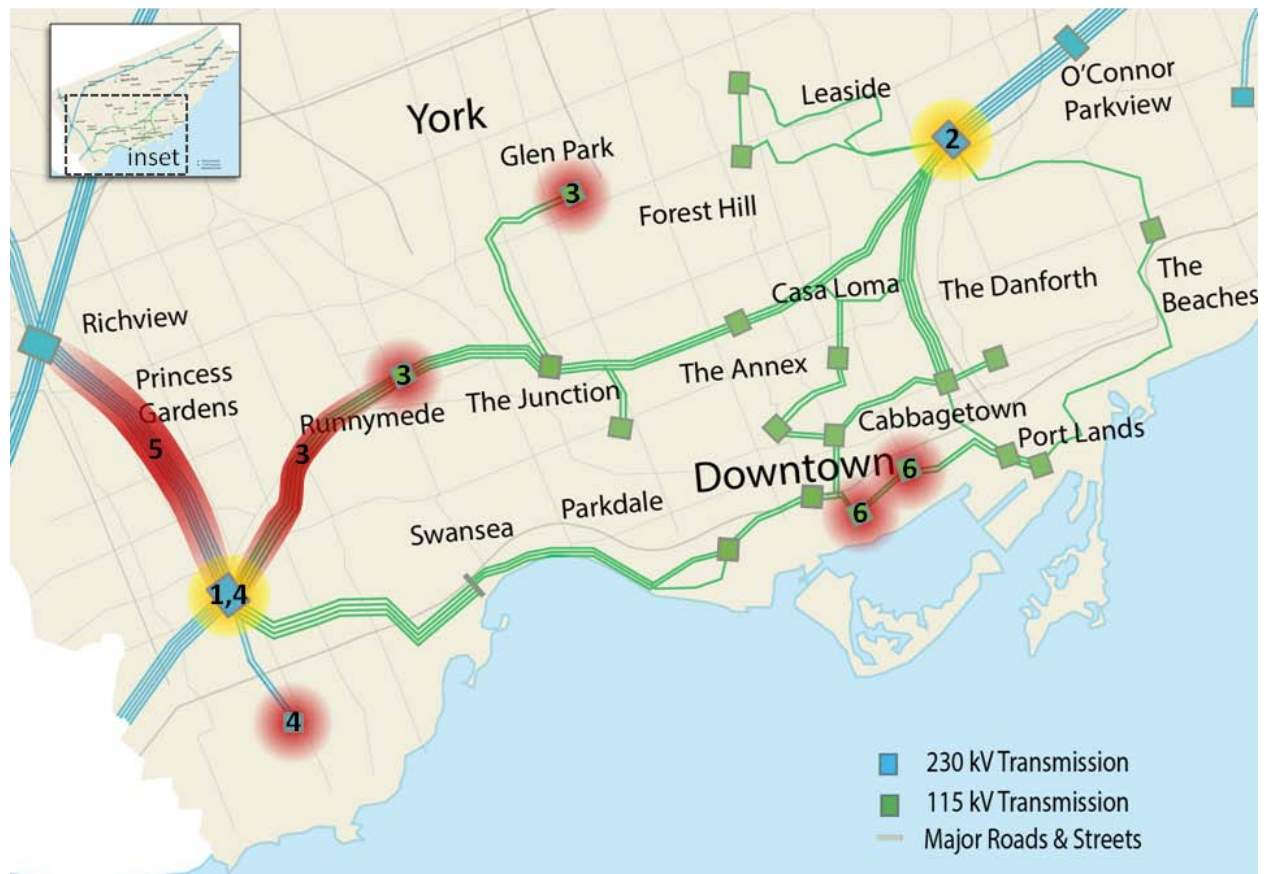 inset
York
Leaside
O'Connor
Parkview
2
Glen Park
3
Forest Hill
Casa Loma
The Danforth
The
Beaches
Richview
Princess
Gardens
5
3
Runnymede
3
The Junction
The Annex
Cabbagetown
Port Lands
Downtown
6
6
Parkdale
Swansea
1,4
4
230 kV Transmission
115 kV Transmission
Major Roads & Streets